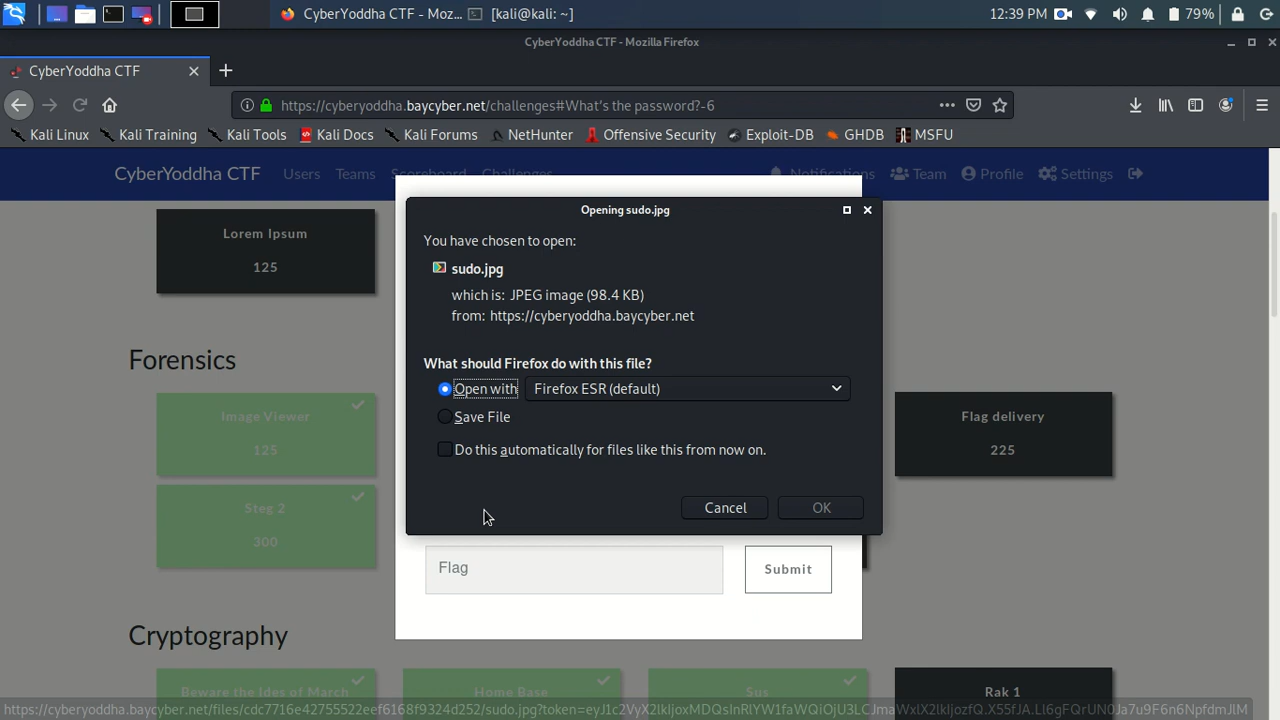 CyberYoddha CTF - Moz...
[kali@kali: ~]
12:39 PM
79%
CyberYoddha CTF - Mozilla Firefox
CyberYoddha CTF
https://cyberyoddha.baycyber.net/challenges#What's the password?-6
Kali Linux Kali Training Kali Tools Kali Docs Kali Forums NetHunter Offensive Security Exploit-DB GHDB MSFU
CyberYoddha CTF Users Teams Scoreboard Challenges Notifications Team Profile Settings
Lorem Ipsum
125
Opening sudo.jpg
You have chosen to open:
sudo.jpg
which is: JPEG image (98.4 KB)
from: https://cyberyoddha.baycyber.net
What should Firefox do with this file?
Open with Firefox ESR (default)
Save File
Do this automatically for files like this from now on.
Cancel OK
Forensics
Image Viewer
125
Flag delivery
225
Steg 2
300
Flag Submit
Cryptography
Beware the Ides of March Home Base Sus Rak 1